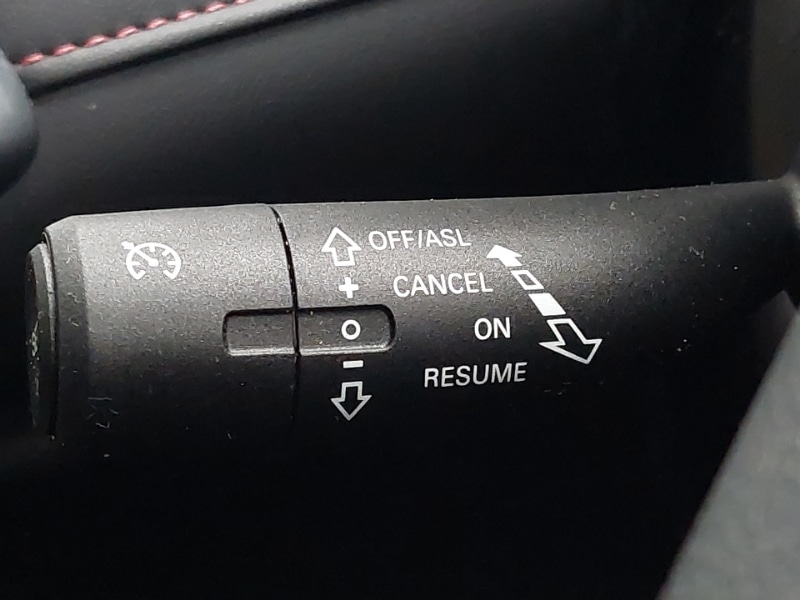 OFF/ASL
+ CANCEL
O ON
- RESUME